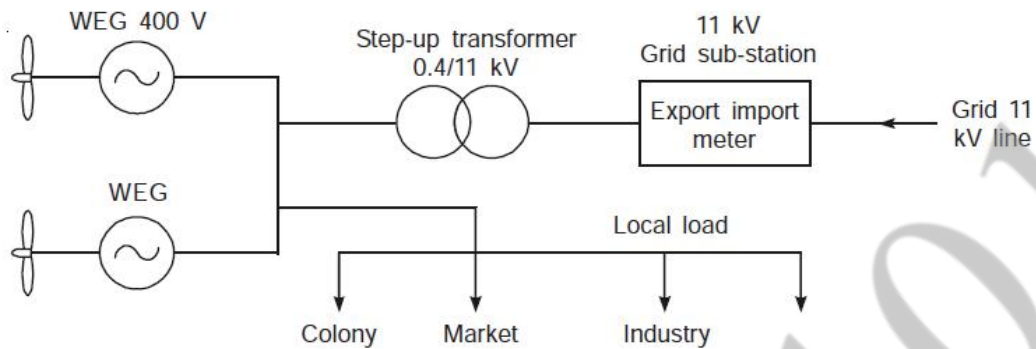 WEG 400 V
Step-up transformer
0.4/11 kV
11 kV
Grid sub-station
Export import
meter
Grid 11
kV line
WEG
Local load
Colony
Market
Industry